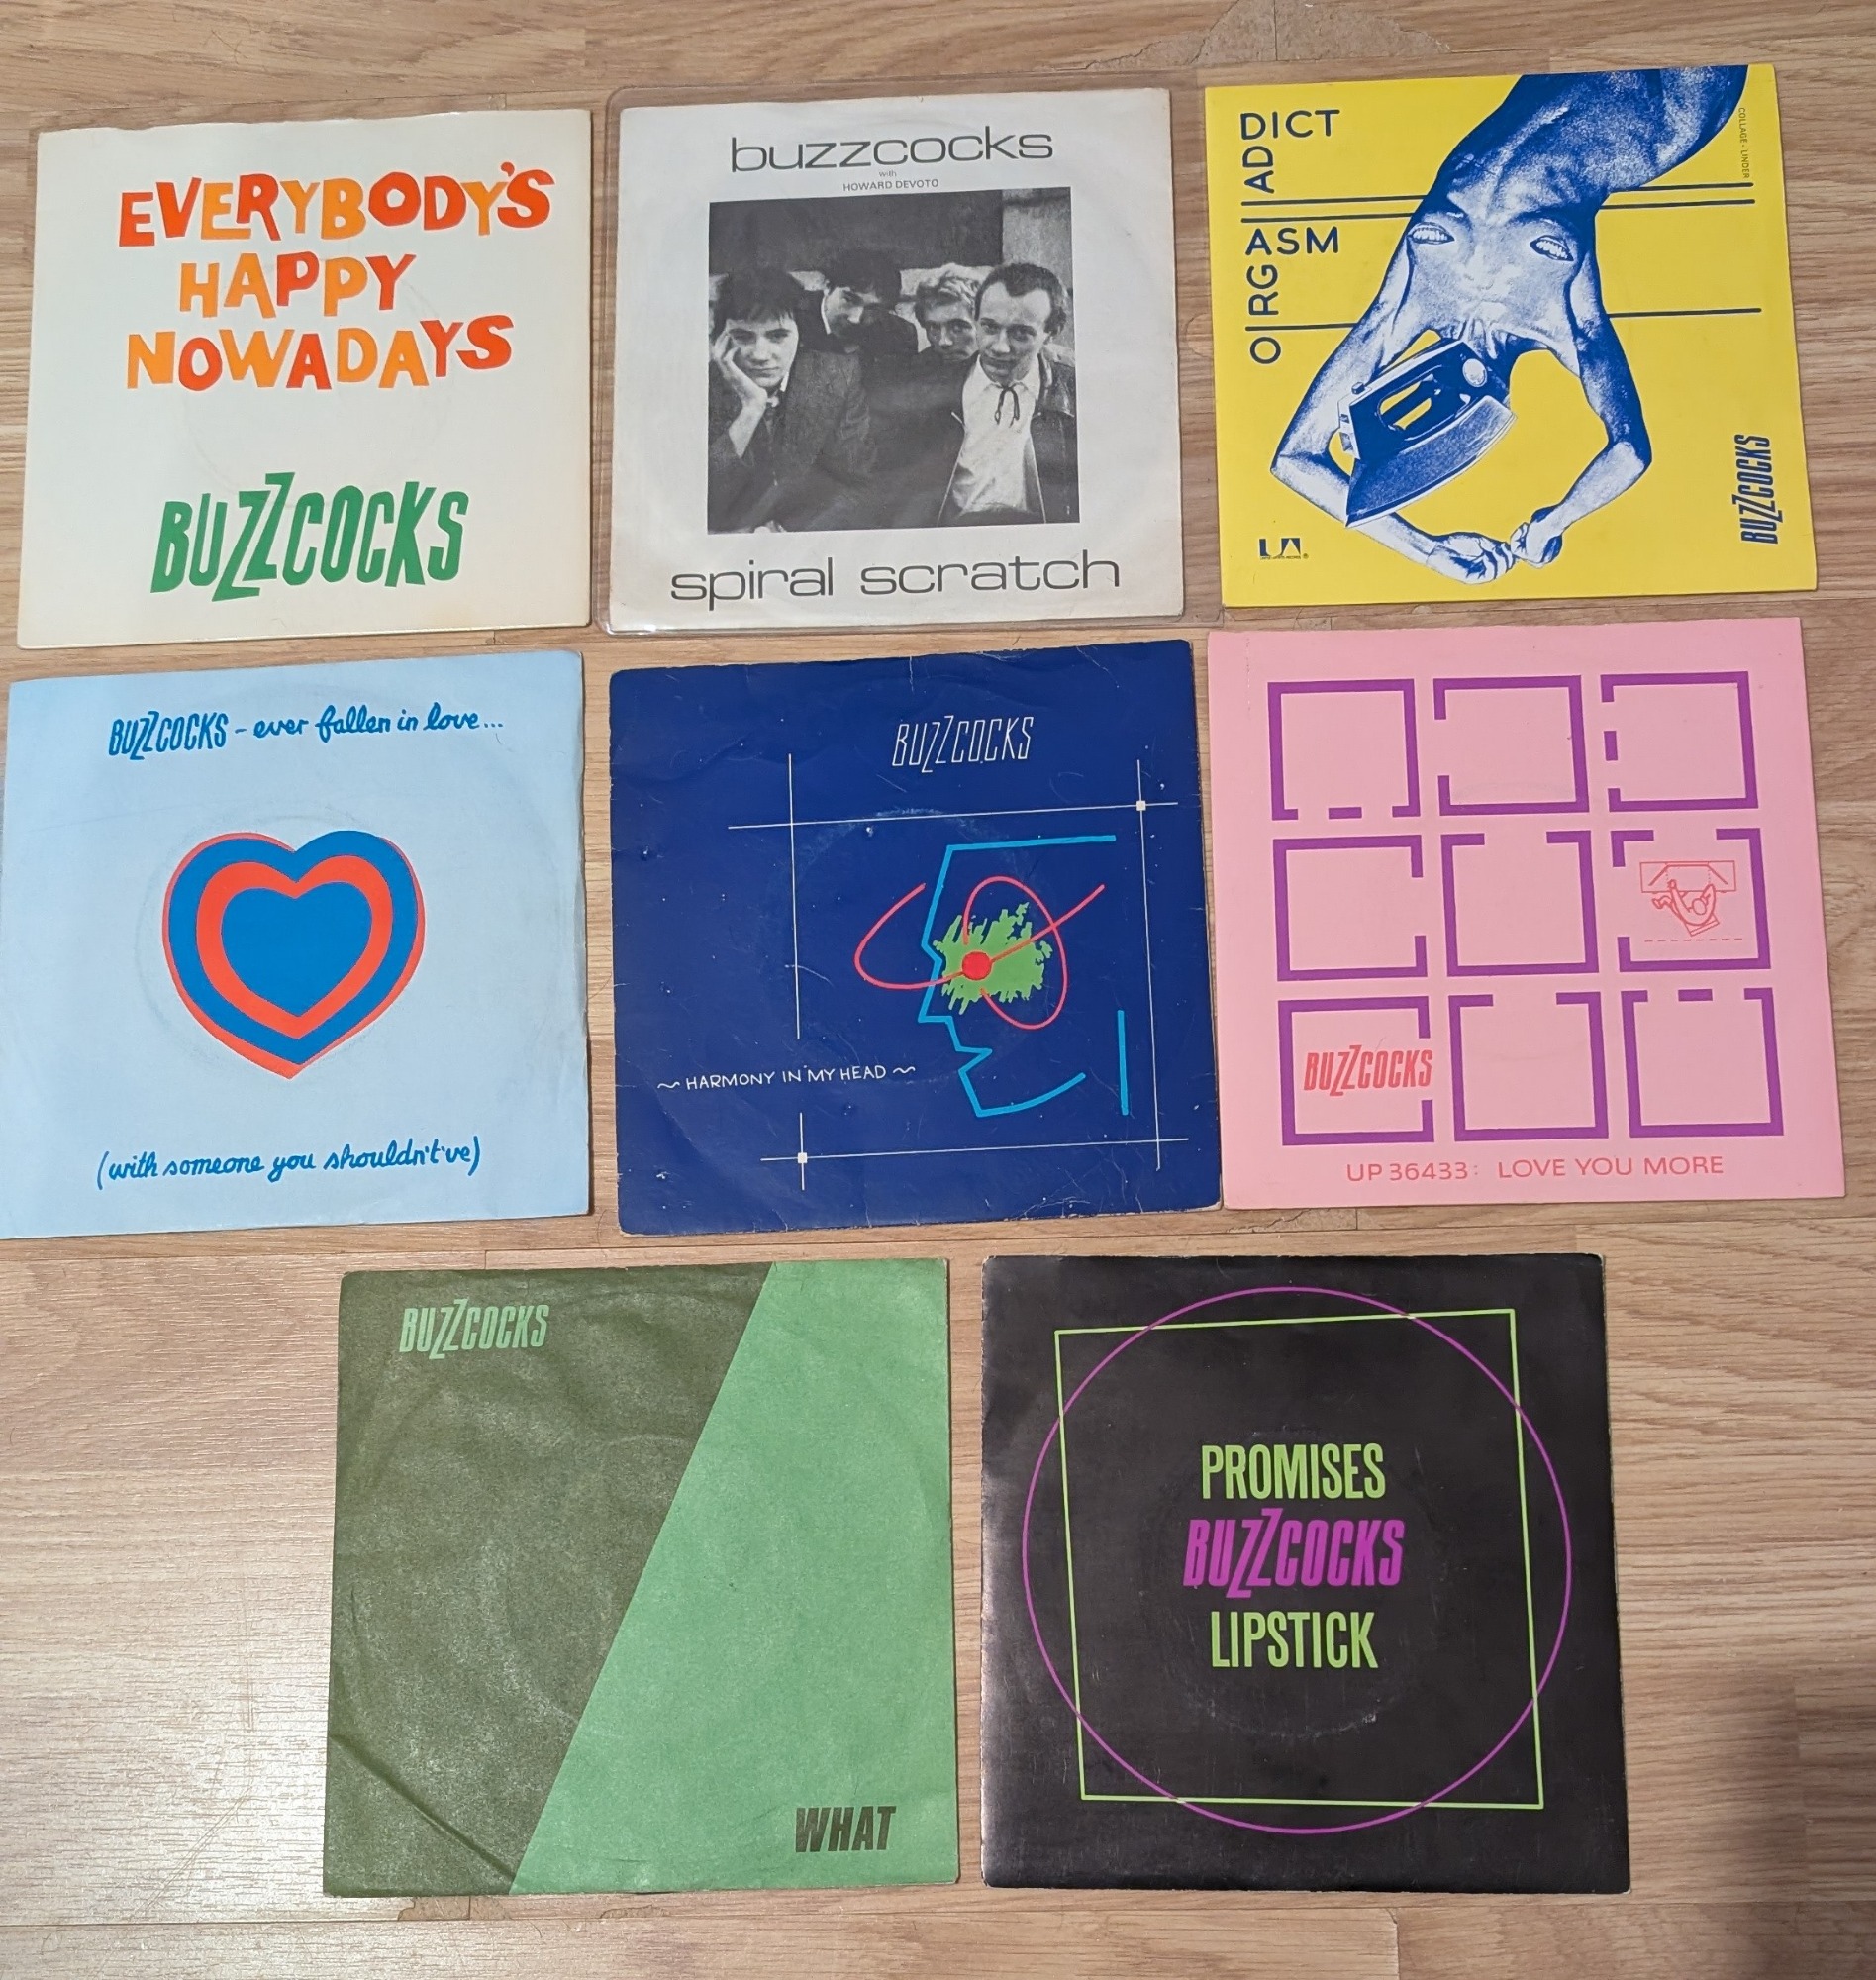 EVERYBODY'S
HAPPY
NOWADAYS
BUZZCOCKS
buzzcocks
with
HOWARD DEVOTO
spiral scratch
DICT
AD
ASM
ORG
COLLAGE · LINDER
UA
BUZZCOCKS
BUZZCOCKS - ever fallen in love...
(with someone you shouldn't've)
BUZZCOCKS
~ HARMONY IN MY HEAD ~
BUZZCOCKS
UP 36433: LOVE YOU MORE
BUZZCOCKS
WHAT
PROMISES
BUZZCOCKS
LIPSTICK